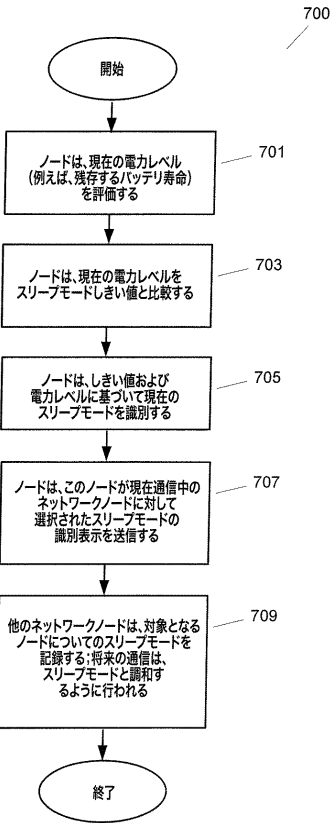 700
開始
ノードは、現在の電力レベル
(例えば、残存するバッテリ寿命)
を評価する
701
ノードは、現在の電力レベルを
スリープモードしきい値と比較する
703
ノードは、しきい値および
電力レベルに基づいて現在の
スリープモードを識別する
705
ノードは、このノードが現在通信中の
ネットワークノードに対して
選択されたスリープモードの
識別表示を送信する
707
他のネットワークノードは、対象となる
ノードについてのスリープモードを
記録する;将来の通信は、
スリープモードと調和す
るように行われる
709
終了